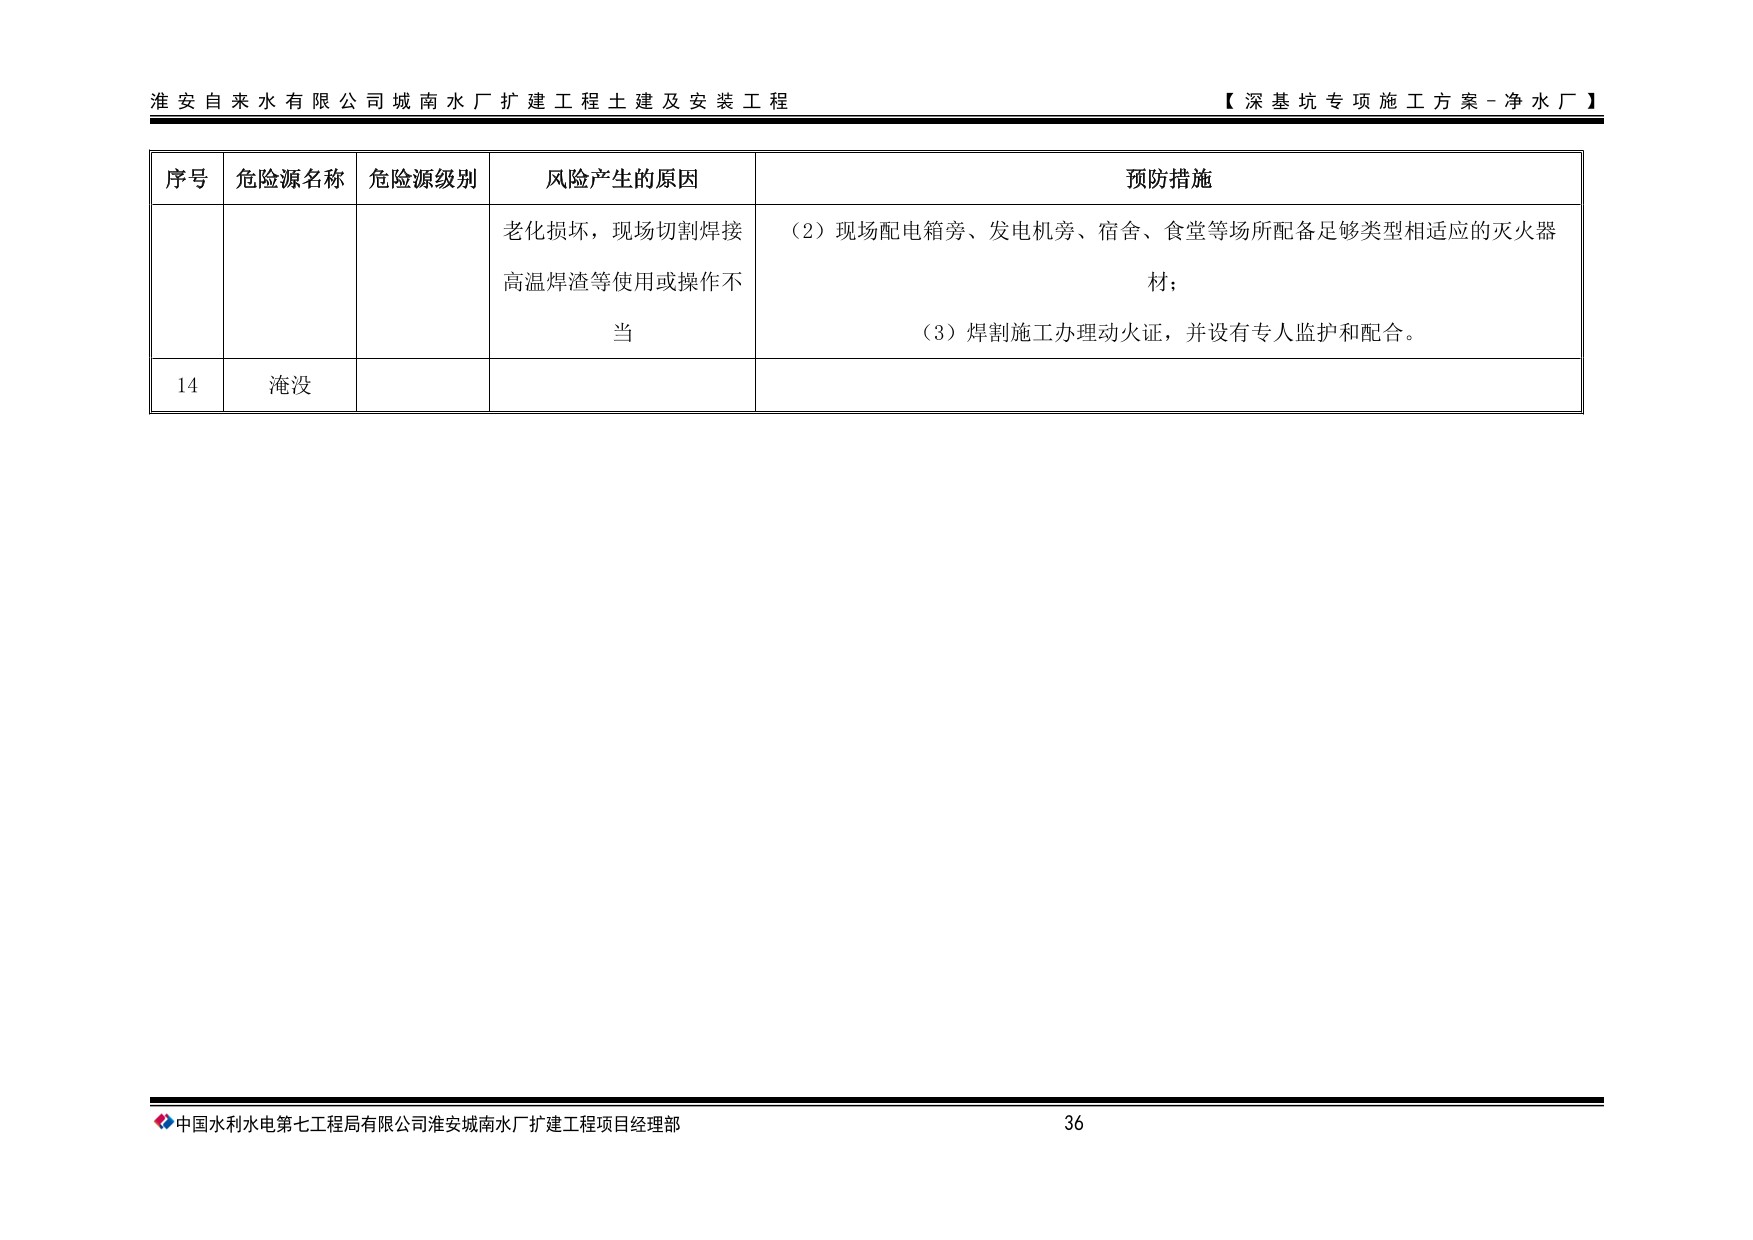 淮安自来水有限公司城南水厂扩建工程土建及安装工程
【深基坑专项施工方案-净水厂】
序号 危险源名称 危险源级别 风险产生的原因 预防措施
老化损坏，现场切割焊接
高温焊渣等使用或操作不
当
（2）现场配电箱旁、发电机旁、宿舍、食堂等场所配备足够类型相适应的灭火器
材；
（3）焊割施工办理动火证，并设有专人监护和配合。
14 淹没
中国水利水电第七工程局有限公司淮安城南水厂扩建工程项目经理部
36